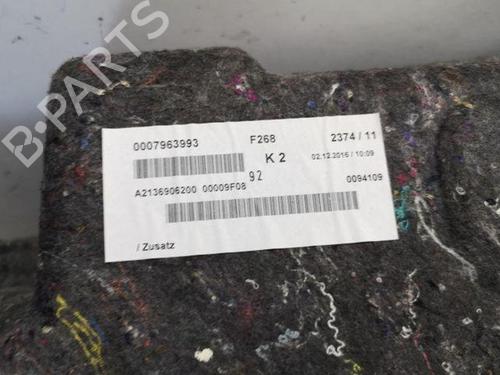 B-PARTS
0007963993 F268 2374 / 11
K 2 02.12.2016 / 10:09
92
A2136906200 00009F08 0094109
/ Zusatz